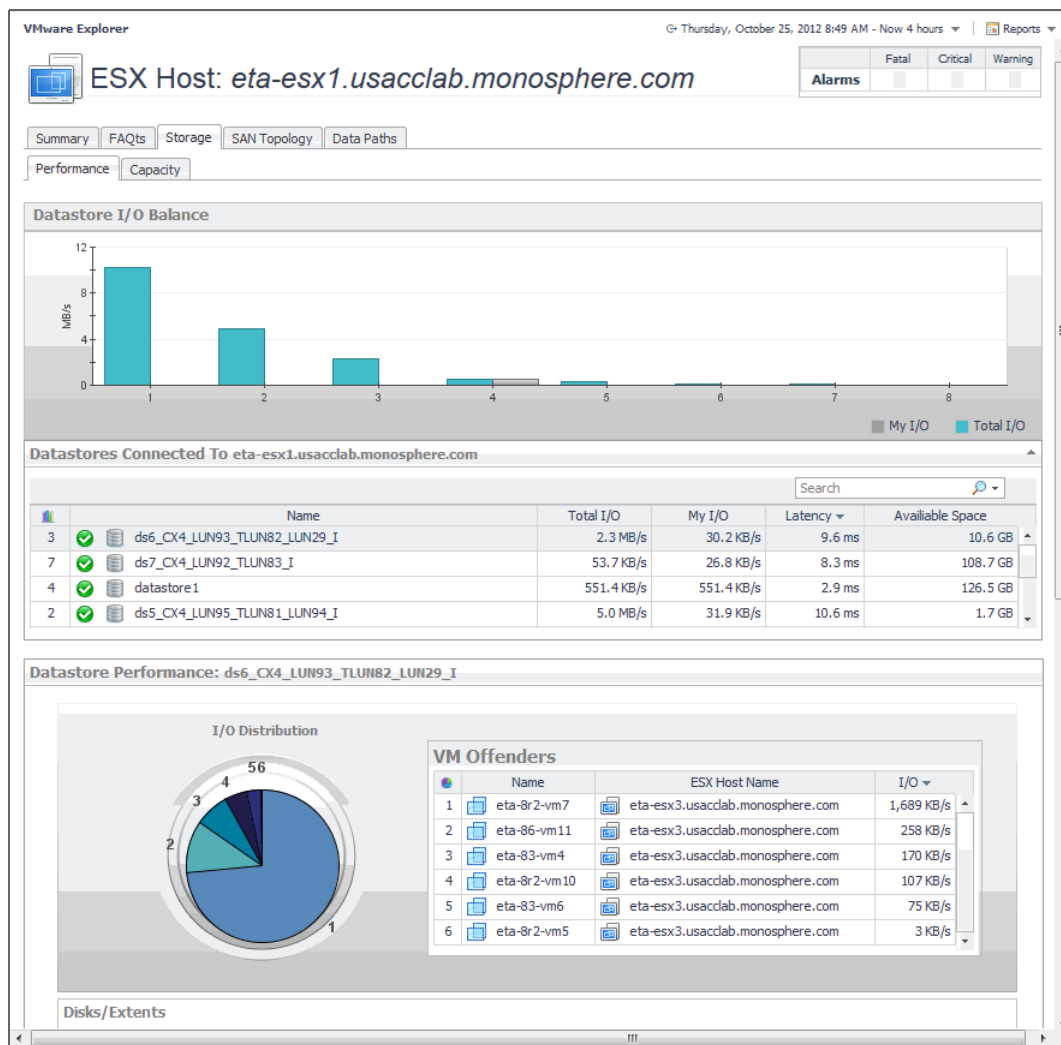 VMware Explorer
Thursday, October 25, 2012 8:49 AM - Now 4 hours
Reports
ESX Host: eta-esx1.usacclab.monosphere.com
Fatal Critical Warning
Alarms
Summary FAQts Storage SAN Topology Data Paths
Performance Capacity
Datastore I/O Balance
12
8
4
0
MB/s
1 2 3 4 5 6 7 8
My I/O Total I/O
Datastores Connected To eta-esx1.usacclab.monosphere.com
Search
Name Total I/O My I/O Latency Availiable Space
3 ds6_CX4_LUN93_TLUN82_LUN29_I 2.3 MB/s 30.2 KB/s 9.6 ms 10.6 GB
7 ds7_CX4_LUN92_TLUN83_I 53.7 KB/s 26.8 KB/s 8.3 ms 108.7 GB
4 datastore1 551.4 KB/s 551.4 KB/s 2.9 ms 126.5 GB
2 ds5_CX4_LUN95_TLUN81_LUN94_I 5.0 MB/s 31.9 KB/s 10.6 ms 1.7 GB
Datastore Performance: ds6_CX4_LUN93_TLUN82_LUN29_I
I/O Distribution
1
2
3
4
5 6
VM Offenders
Name ESX Host Name I/O
1 eta-8r2-vm7 eta-esx3.usacclab.monosphere.com 1,689 KB/s
2 eta-86-vm11 eta-esx3.usacclab.monosphere.com 258 KB/s
3 eta-83-vm4 eta-esx3.usacclab.monosphere.com 170 KB/s
4 eta-8r2-vm10 eta-esx3.usacclab.monosphere.com 107 KB/s
5 eta-83-vm6 eta-esx3.usacclab.monosphere.com 75 KB/s
6 eta-8r2-vm5 eta-esx3.usacclab.monosphere.com 3 KB/s
Disks/Extents